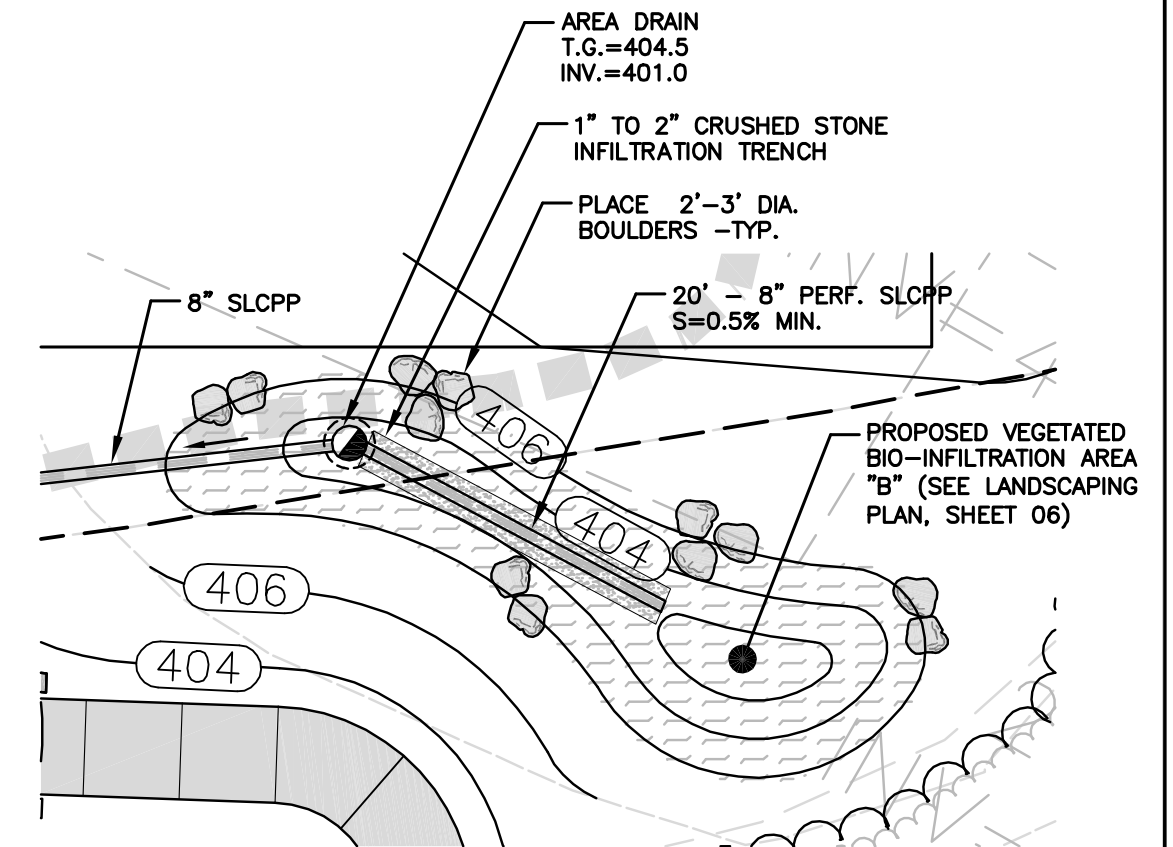 AREA DRAIN
T.G.=404.5
INV.=401.0
1" TO 2" CRUSHED STONE
INFILTRATION TRENCH
PLACE 2'-3' DIA.
BOULDERS -TYP.
8" SLCPP
20' - 8" PERF. SLCPP
S=0.5% MIN.
406
PROPOSED VEGETATED
BIO-INFILTRATION AREA
"B" (SEE LANDSCAPING
PLAN, SHEET 06)
404
406
404